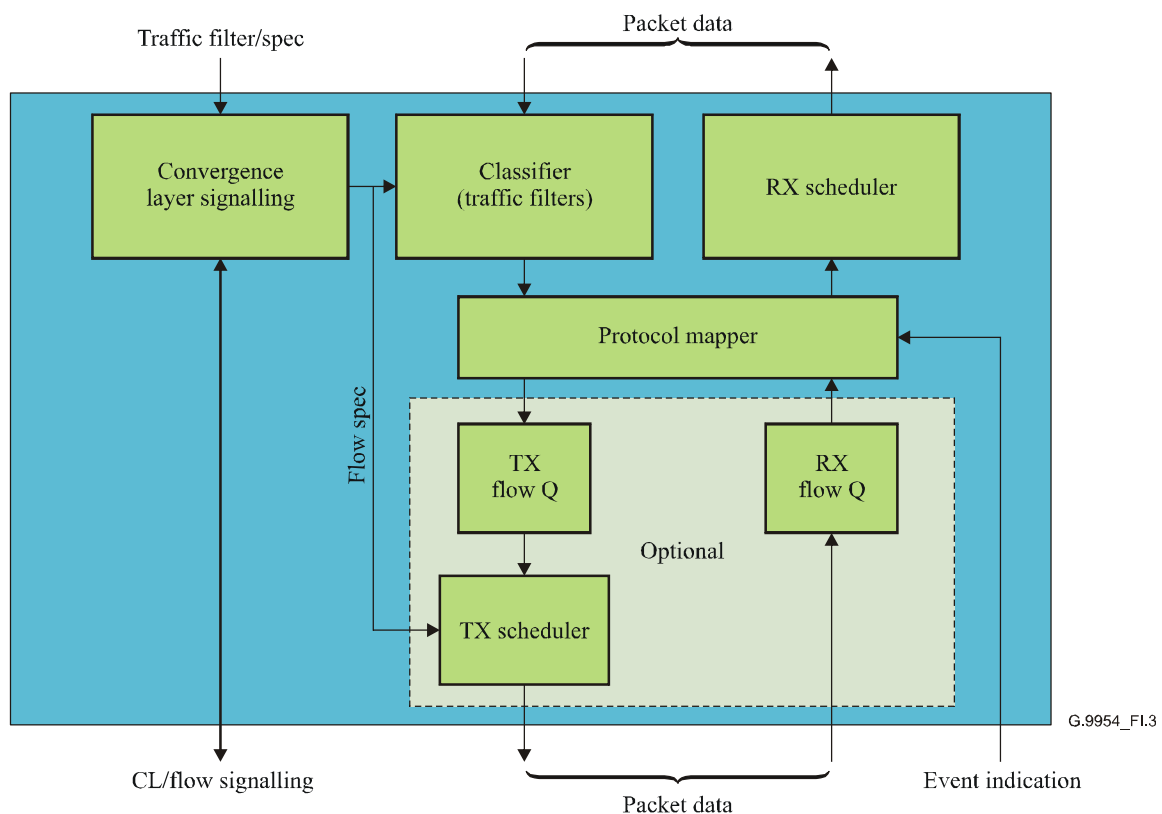 Packet data
Traffic filter/spec
Convergence
layer signalling
Classifier
(traffic filters)
RX scheduler
Protocol mapper
Flow spec
TX
flow Q
RX
flow Q
Optional
TX scheduler
G.9954_FI.3
CL/flow signalling
Packet data
Event indication